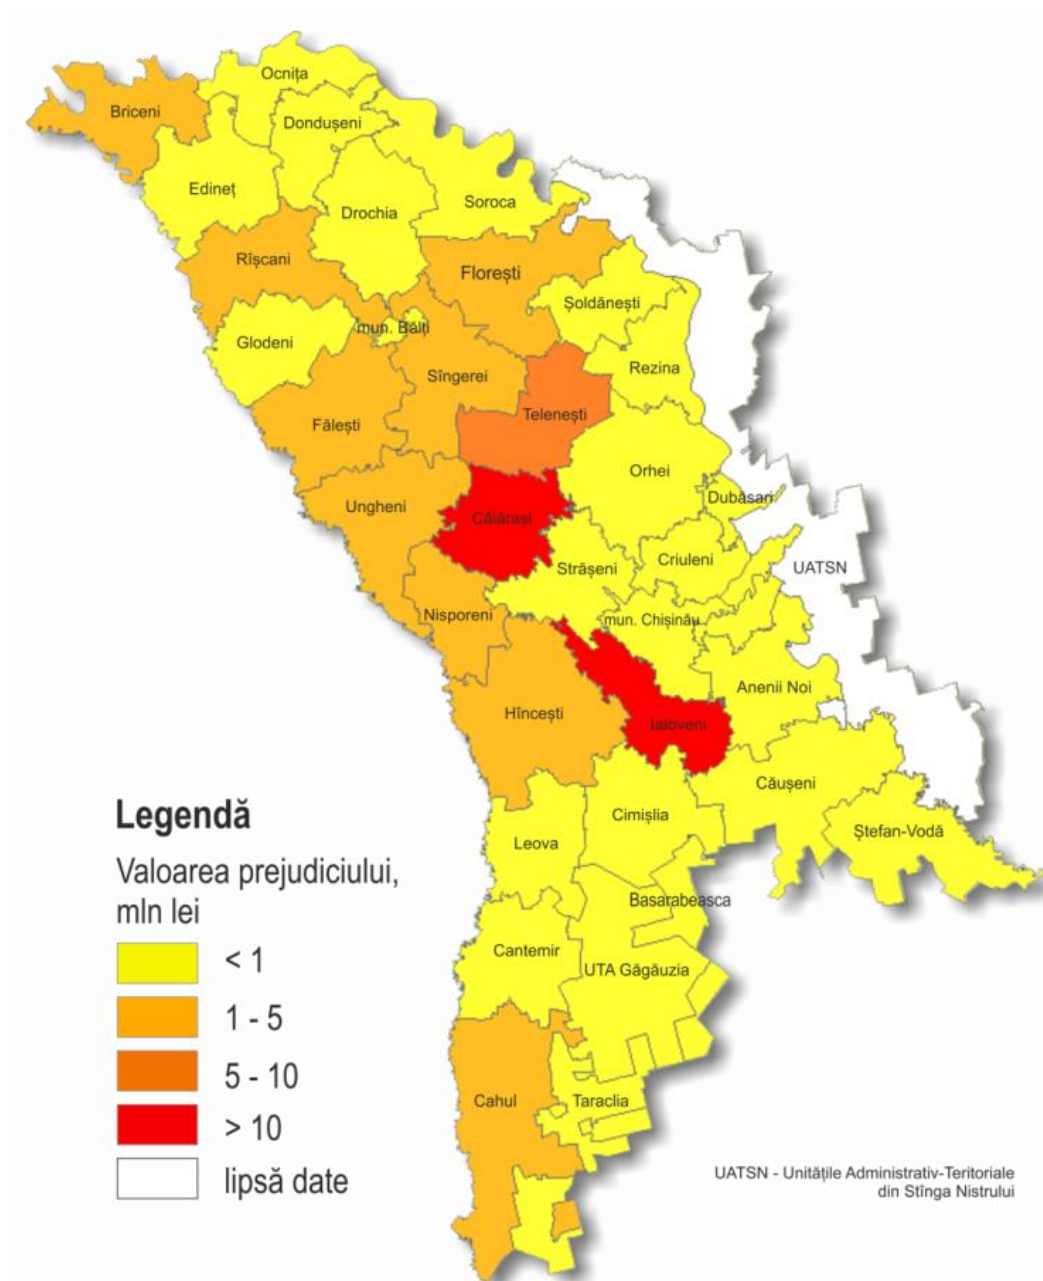 Ocnița
Briceni
Dondușeni
Edineț
Soroca
Drochia
Rîșcani
Florești
Șoldănești
mun. Bălți
Glodeni
Rezina
Sîngerei
Telenești
Fălești
Orhei
Dubăsari
Ungheni
Călărași
Criuleni
Strășeni
UATSN
Nisporeni
mun. Chișinău
Anenii Noi
Hîncești
Ialoveni
Căușeni
Cimișlia
Ștefan-Vodă
Leova
Basarabeasca
Cantemir
UTA Găgăuzia
Cahul
Taraclia
Legendă
Valoarea prejudiciului,
mln lei
< 1
1 - 5
5 - 10
> 10
lipsă date
UATSN - Unitățile Administrativ-Teritoriale
din Stînga Nistrului